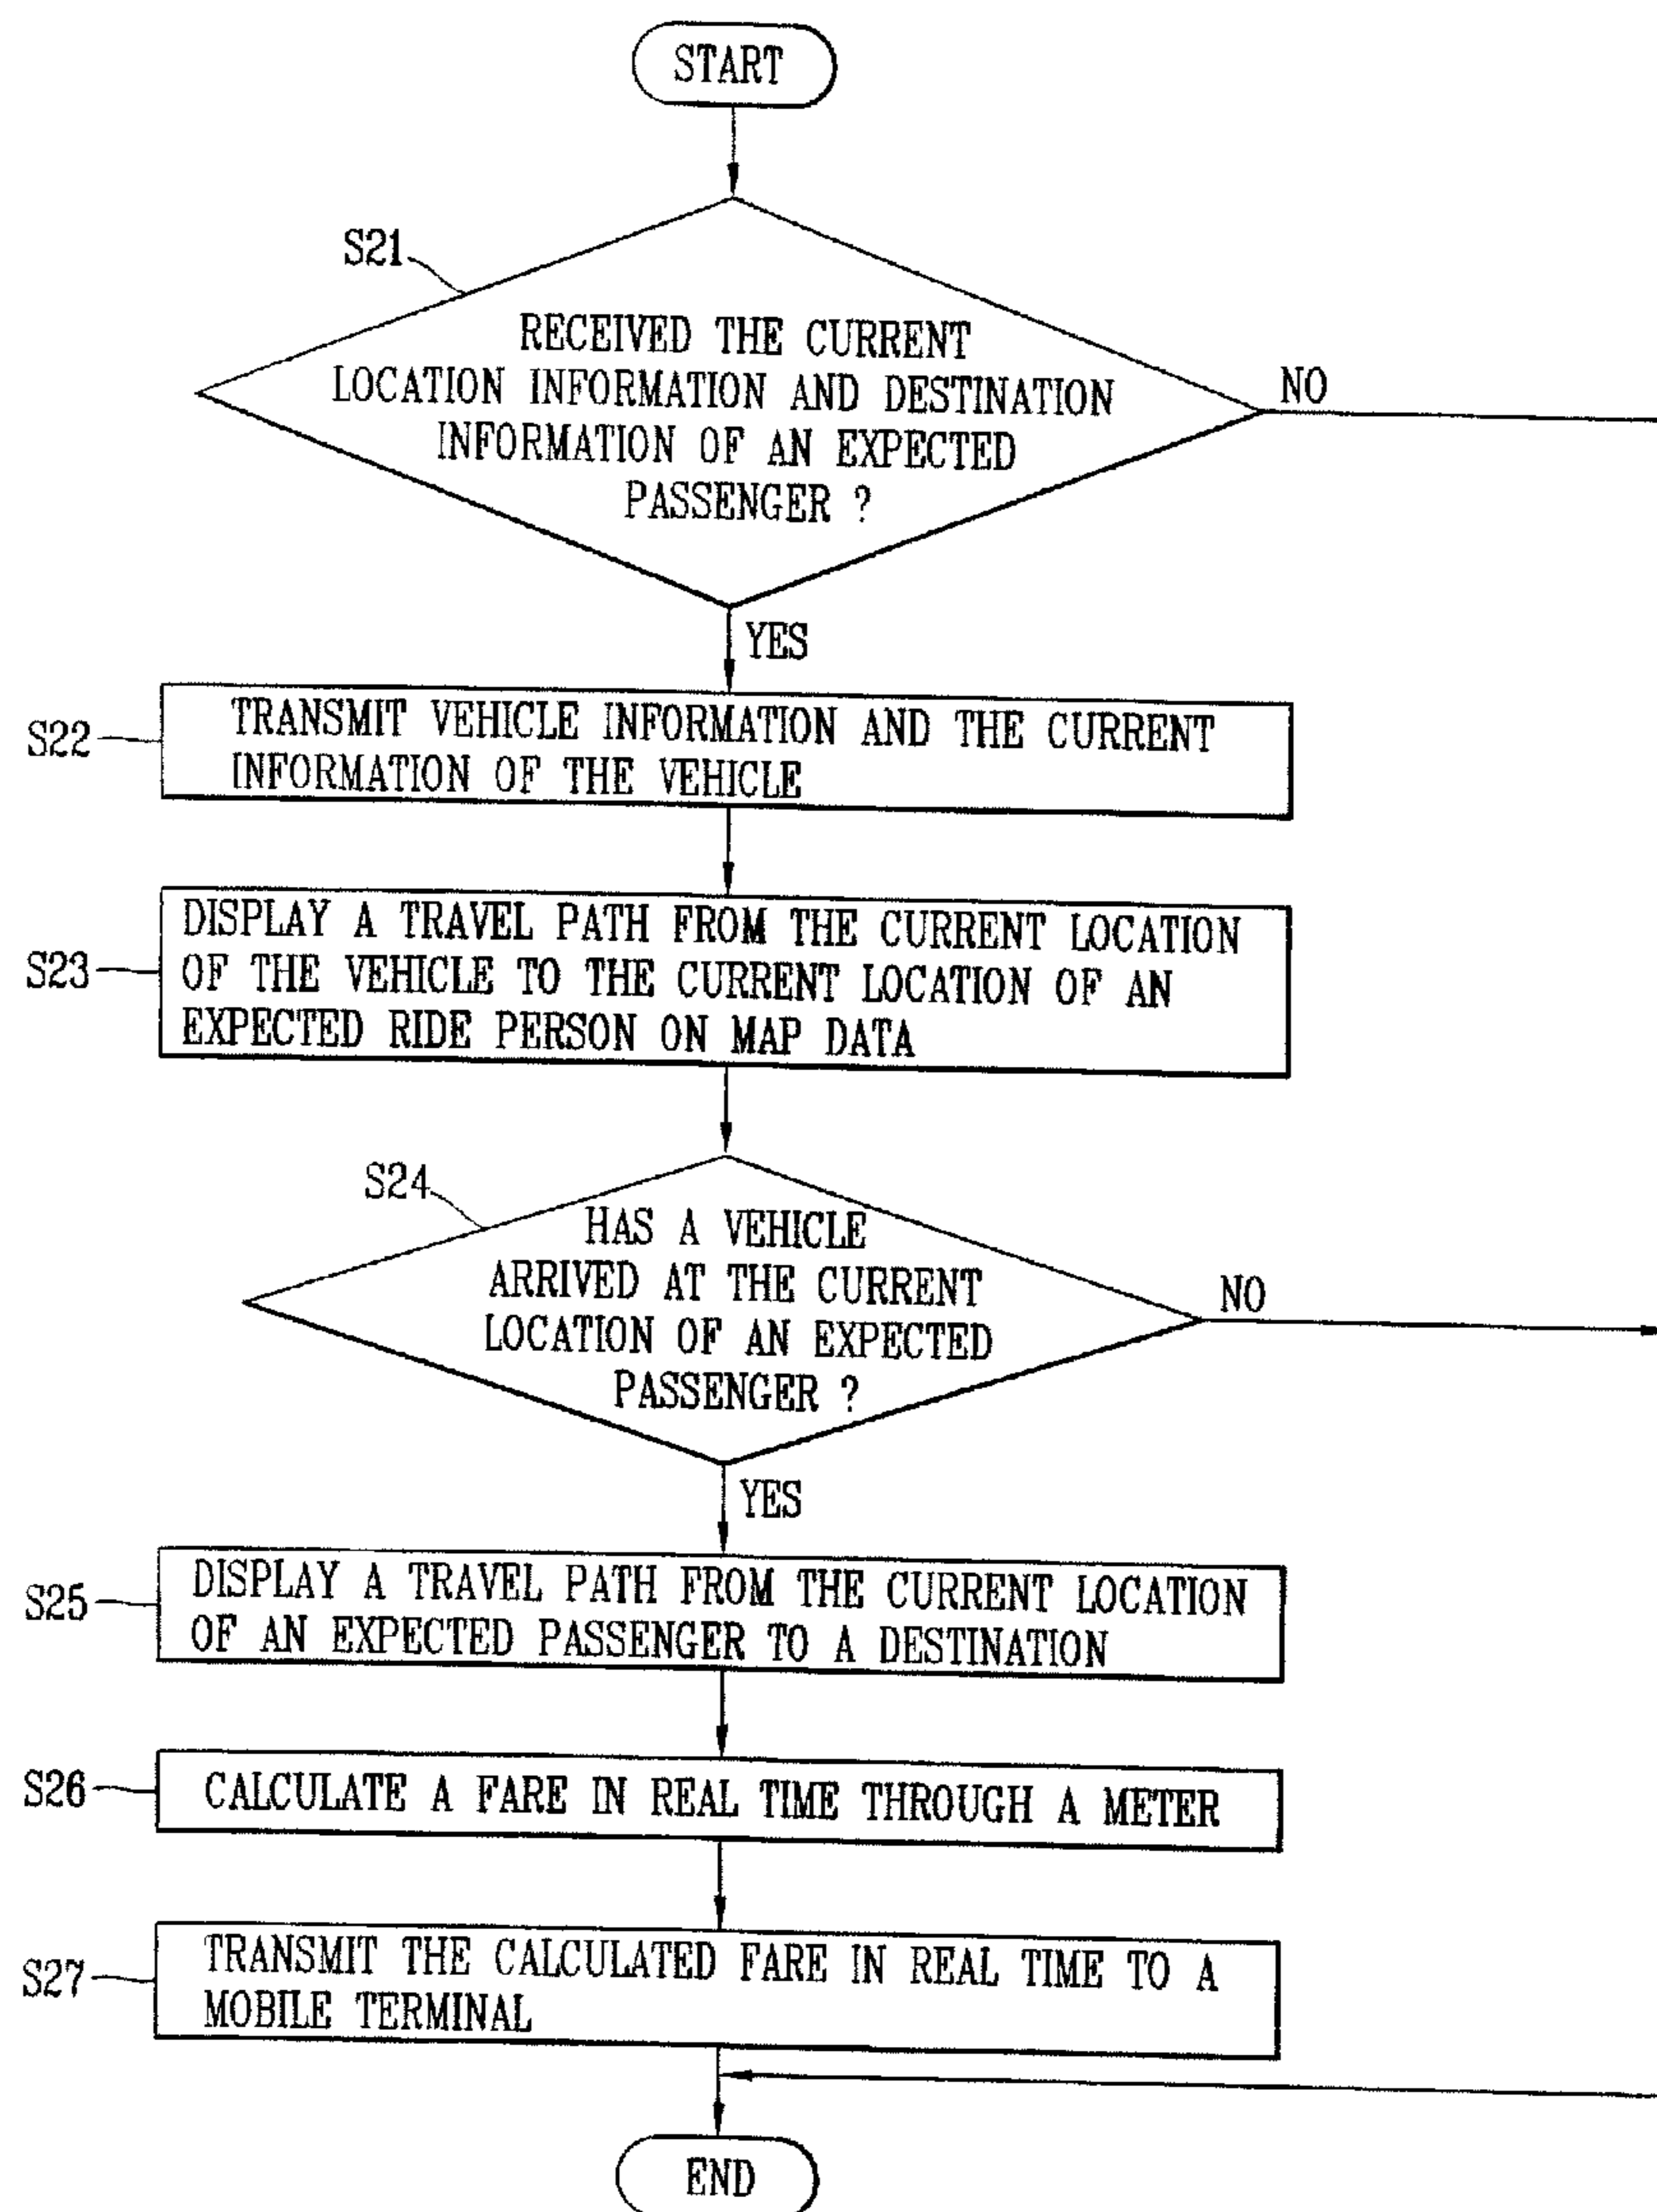 START
S21
RECEIVED THE CURRENT
LOCATION INFORMATION AND DESTINATION
INFORMATION OF AN EXPECTED
PASSENGER ?
NO
YES
S22
TRANSMIT VEHICLE INFORMATION AND THE CURRENT
INFORMATION OF THE VEHICLE
S23
DISPLAY A TRAVEL PATH FROM THE CURRENT LOCATION
OF THE VEHICLE TO THE CURRENT LOCATION OF AN
EXPECTED RIDE PERSON ON MAP DATA
S24
HAS A VEHICLE
ARRIVED AT THE CURRENT
LOCATION OF AN EXPECTED
PASSENGER ?
NO
YES
S25
DISPLAY A TRAVEL PATH FROM THE CURRENT LOCATION
OF AN EXPECTED PASSENGER TO A DESTINATION
S26
CALCULATE A FARE IN REAL TIME THROUGH A METER
S27
TRANSMIT THE CALCULATED FARE IN REAL TIME TO A
MOBILE TERMINAL
END